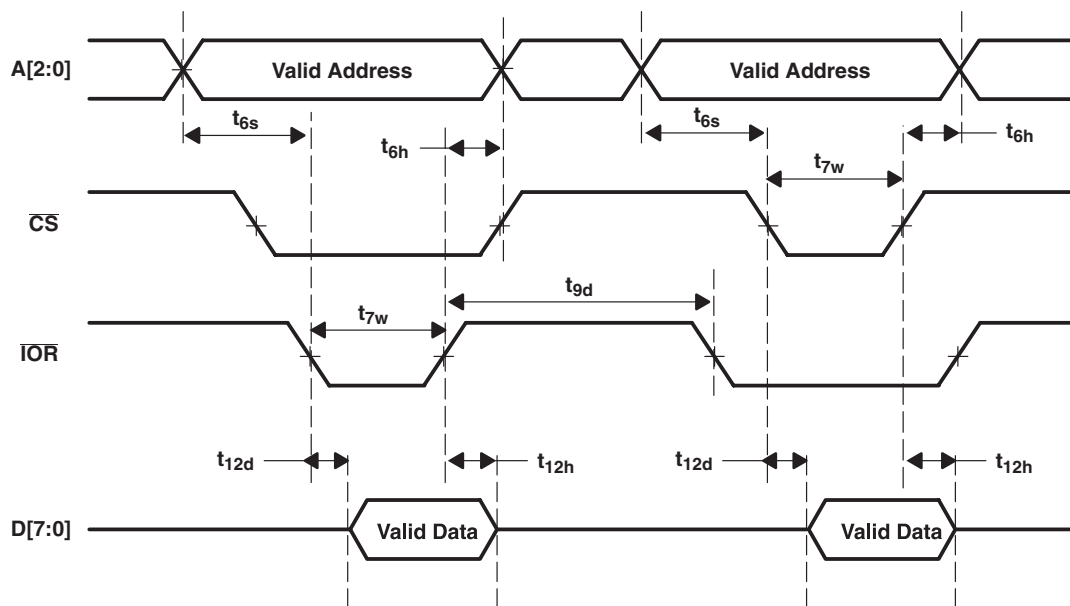 A[2:0] Valid Address Valid Address
t6s t6h t6s t6h
t7w
CS
t9d
t7w
IOR
t12d t12h t12d t12h
D[7:0] Valid Data Valid Data